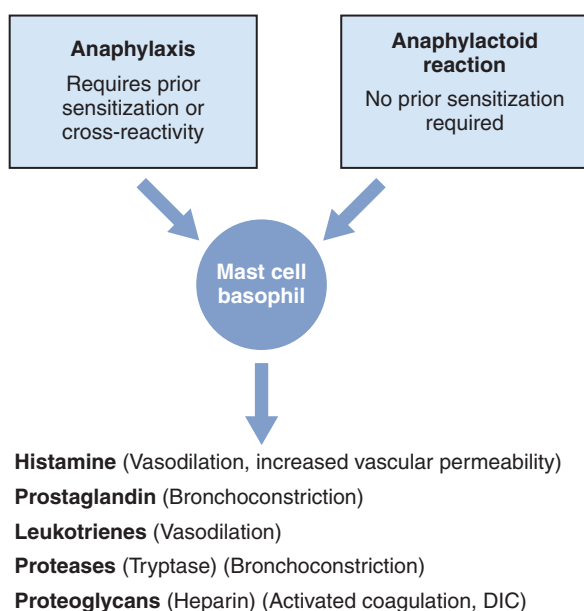 Anaphylaxis
Requires prior
sensitization or
cross-reactivity
Anaphylactoid
reaction
No prior sensitization
required
Mast cell
basophil
Histamine (Vasodilation, increased vascular permeability)
Prostaglandin (Bronchoconstriction)
Leukotrienes (Vasodilation)
Proteases (Tryptase) (Bronchoconstriction)
Proteoglycans (Heparin) (Activated coagulation, DIC)